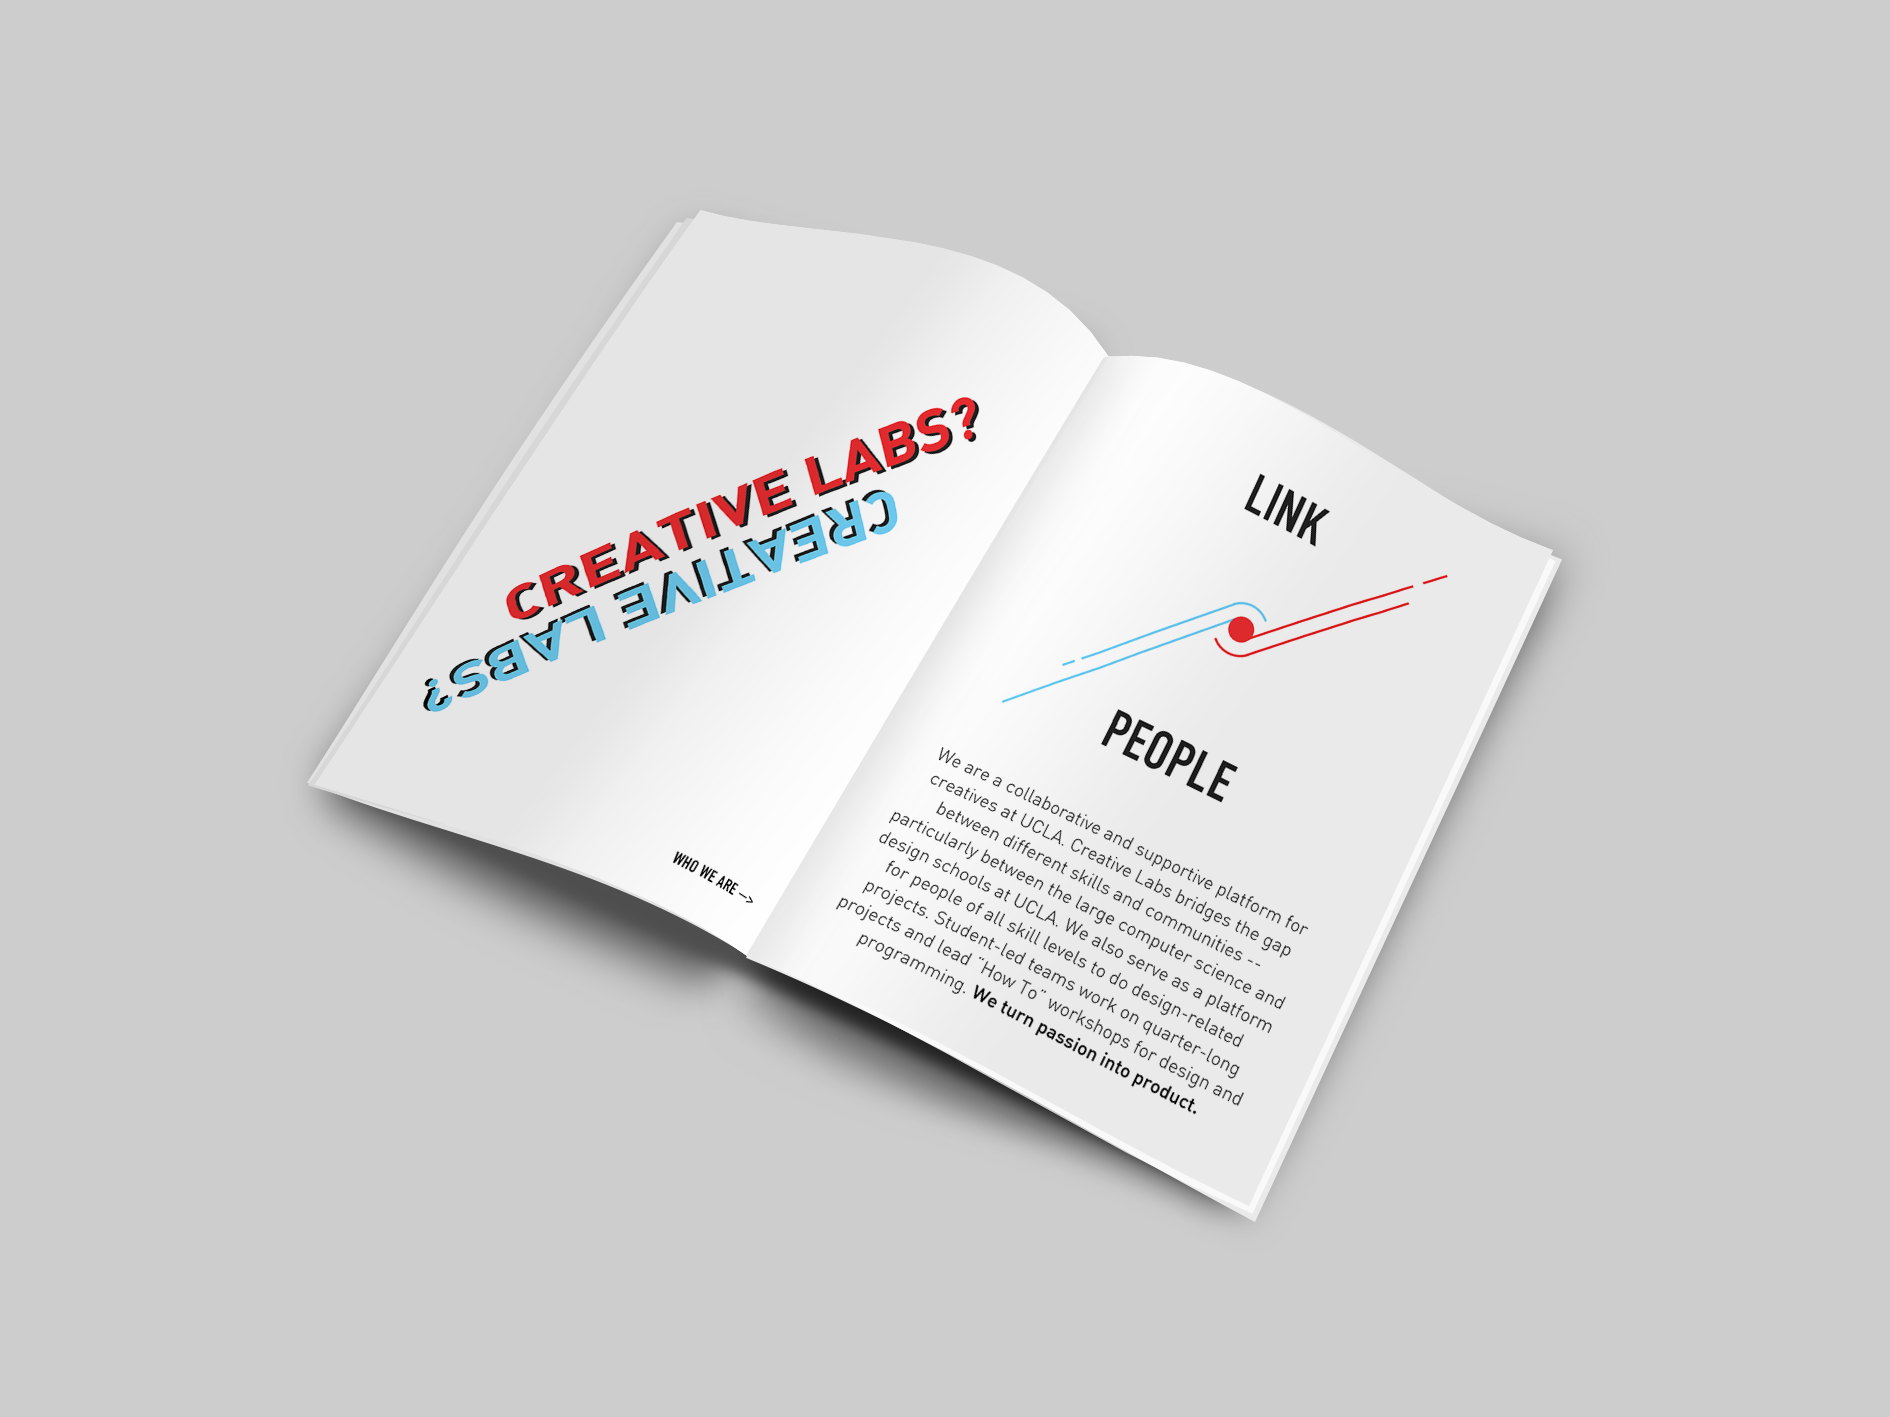 CREATIVE LABS?
CREATIVE LABS?
WHO WE ARE -->
LINK
PEOPLE
We are a collaborative and supportive platform for
creatives at UCLA. Creative Labs bridges the gap
between different skills and communities --
particularly between the large computer science and
design schools at UCLA. We also serve as a platform
for people of all skill levels to do design-related
projects. Student-led teams work on quarter-long
projects and lead "How To" workshops for design and
programming. We turn passion into product.